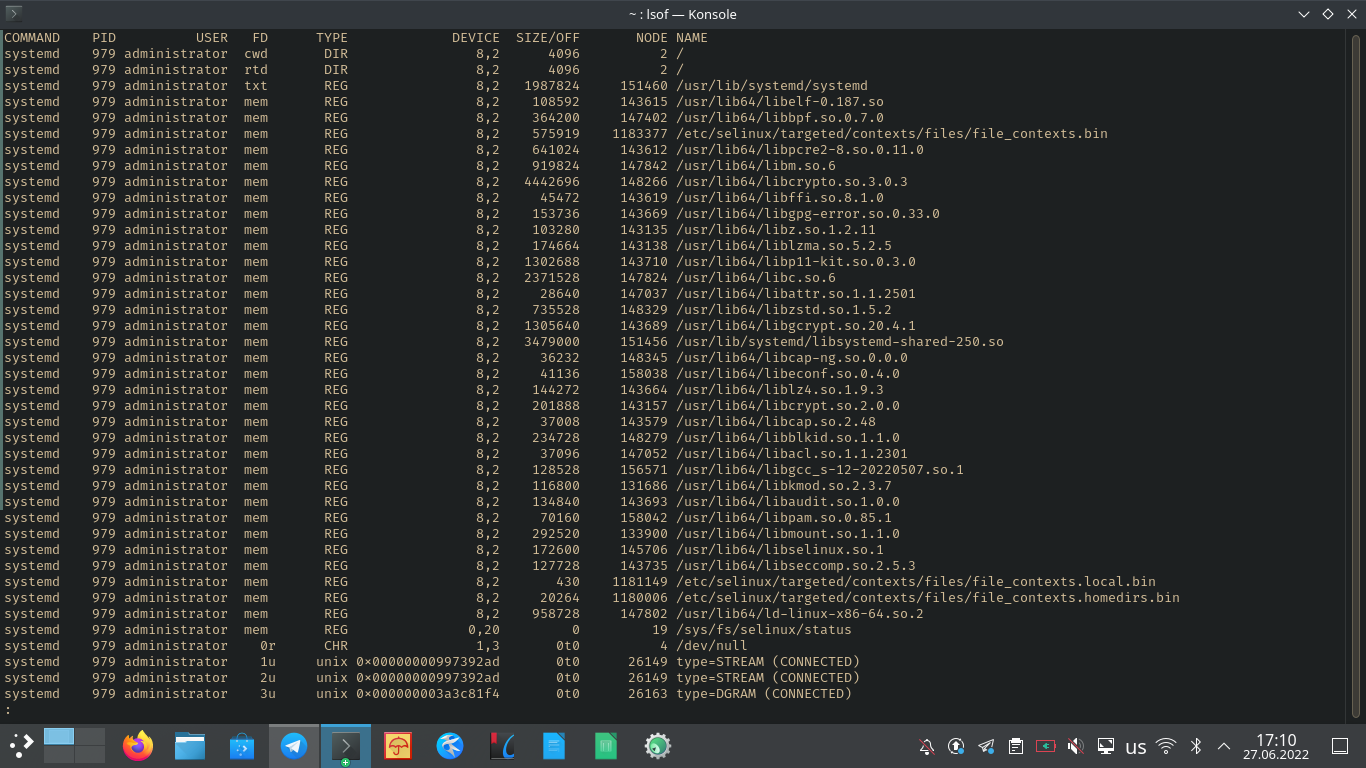 ~ : lsof — Konsole
COMMAND    PID          USER   FD      TYPE             DEVICE  SIZE/OFF       NODE NAME
systemd    979 administrator  cwd       DIR                8,2      4096          2 /
systemd    979 administrator  rtd       DIR                8,2      4096          2 /
systemd    979 administrator  txt       REG                8,2   1987824     151460 /usr/lib/systemd/systemd
systemd    979 administrator  mem       REG                8,2    108592     143615 /usr/lib64/libelf-0.187.so
systemd    979 administrator  mem       REG                8,2    364200     147402 /usr/lib64/libbpf.so.0.7.0
systemd    979 administrator  mem       REG                8,2    575919    1183377 /etc/selinux/targeted/contexts/files/file_contexts.bin
systemd    979 administrator  mem       REG                8,2    641024     143612 /usr/lib64/libpcre2-8.so.0.11.0
systemd    979 administrator  mem       REG                8,2    919824     147842 /usr/lib64/libm.so.6
systemd    979 administrator  mem       REG                8,2   4442696     148266 /usr/lib64/libcrypto.so.3.0.3
systemd    979 administrator  mem       REG                8,2     45472     143619 /usr/lib64/libffi.so.8.1.0
systemd    979 administrator  mem       REG                8,2    153736     143669 /usr/lib64/libgpg-error.so.0.33.0
systemd    979 administrator  mem       REG                8,2    103280     143135 /usr/lib64/libz.so.1.2.11
systemd    979 administrator  mem       REG                8,2    174664     143138 /usr/lib64/liblzma.so.5.2.5
systemd    979 administrator  mem       REG                8,2   1302688     143710 /usr/lib64/libp11-kit.so.0.3.0
systemd    979 administrator  mem       REG                8,2   2371528     147824 /usr/lib64/libc.so.6
systemd    979 administrator  mem       REG                8,2     28640     147037 /usr/lib64/libattr.so.1.1.2501
systemd    979 administrator  mem       REG                8,2    735528     148329 /usr/lib64/libzstd.so.1.5.2
systemd    979 administrator  mem       REG                8,2   1305640     143689 /usr/lib64/libgcrypt.so.20.4.1
systemd    979 administrator  mem       REG                8,2   3479000     151456 /usr/lib/systemd/libsystemd-shared-250.so
systemd    979 administrator  mem       REG                8,2     36232     148345 /usr/lib64/libcap-ng.so.0.0.0
systemd    979 administrator  mem       REG                8,2     41136     158038 /usr/lib64/libeconf.so.0.4.0
systemd    979 administrator  mem       REG                8,2    144272     143664 /usr/lib64/liblz4.so.1.9.3
systemd    979 administrator  mem       REG                8,2    201888     143157 /usr/lib64/libcrypt.so.2.0.0
systemd    979 administrator  mem       REG                8,2     37008     143579 /usr/lib64/libcap.so.2.48
systemd    979 administrator  mem       REG                8,2    234728     148279 /usr/lib64/libblkid.so.1.1.0
systemd    979 administrator  mem       REG                8,2     37096     147052 /usr/lib64/libacl.so.1.1.2301
systemd    979 administrator  mem       REG                8,2    128528     156571 /usr/lib64/libgcc_s-12-20220507.so.1
systemd    979 administrator  mem       REG                8,2    116800     131686 /usr/lib64/libkmod.so.2.3.7
systemd    979 administrator  mem       REG                8,2    134840     143693 /usr/lib64/libaudit.so.1.0.0
systemd    979 administrator  mem       REG                8,2     70160     158042 /usr/lib64/libpam.so.0.85.1
systemd    979 administrator  mem       REG                8,2    292520     133900 /usr/lib64/libmount.so.1.1.0
systemd    979 administrator  mem       REG                8,2    172600     145706 /usr/lib64/libselinux.so.1
systemd    979 administrator  mem       REG                8,2    127728     143735 /usr/lib64/libseccomp.so.2.5.3
systemd    979 administrator  mem       REG                8,2       430    1181149 /etc/selinux/targeted/contexts/files/file_contexts.local.bin
systemd    979 administrator  mem       REG                8,2     20264    1180006 /etc/selinux/targeted/contexts/files/file_contexts.homedirs.bin
systemd    979 administrator  mem       REG                8,2    958728     147802 /usr/lib64/ld-linux-x86-64.so.2
systemd    979 administrator  mem       REG               0,20         0         19 /sys/fs/selinux/status
systemd    979 administrator    0r      CHR                1,3       0t0          4 /dev/null
systemd    979 administrator    1u     unix 0x00000000997392ad       0t0      26149 type=STREAM (CONNECTED)
systemd    979 administrator    2u     unix 0x00000000997392ad       0t0      26149 type=STREAM (CONNECTED)
systemd    979 administrator    3u     unix 0x000000003a3c81f4       0t0      26163 type=DGRAM (CONNECTED)
:
us
17:10
27.06.2022